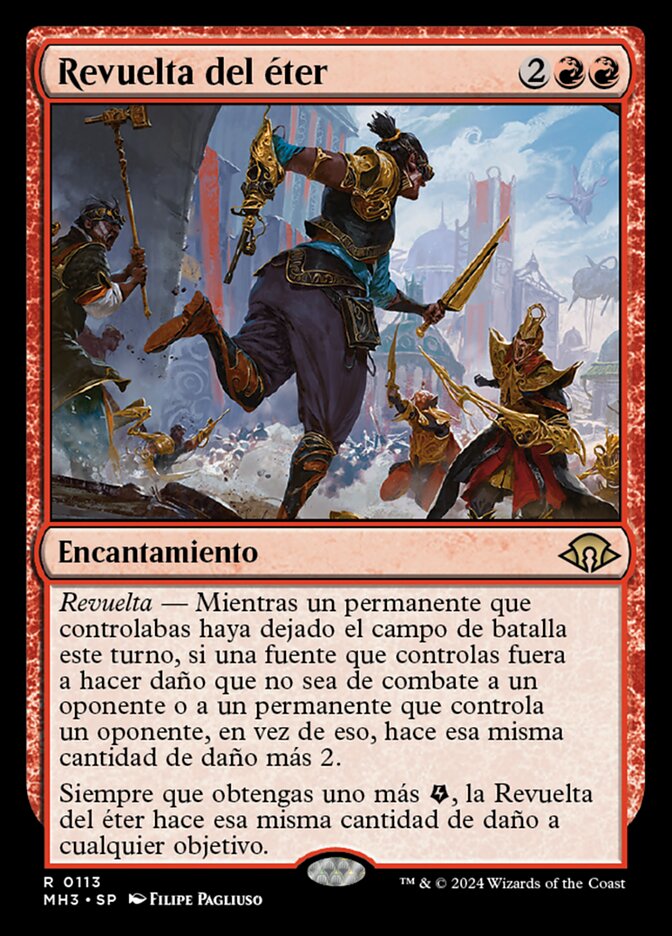 Revuelta del éter 2
Encantamiento
Revuelta — Mientras un permanente que
controlabas haya dejado el campo de batalla
este turno, si una fuente que controlas fuera
a hacer daño que no sea de combate a un
oponente o a un permanente que controla
un oponente, en vez de eso, hace esa misma
cantidad de daño más 2.
Siempre que obtengas uno más , la Revuelta
del éter hace esa misma cantidad de daño a
cualquier objetivo.
R 0113
MH3 • SP Filipe Pagliuso
™ & © 2024 Wizards of the Coast